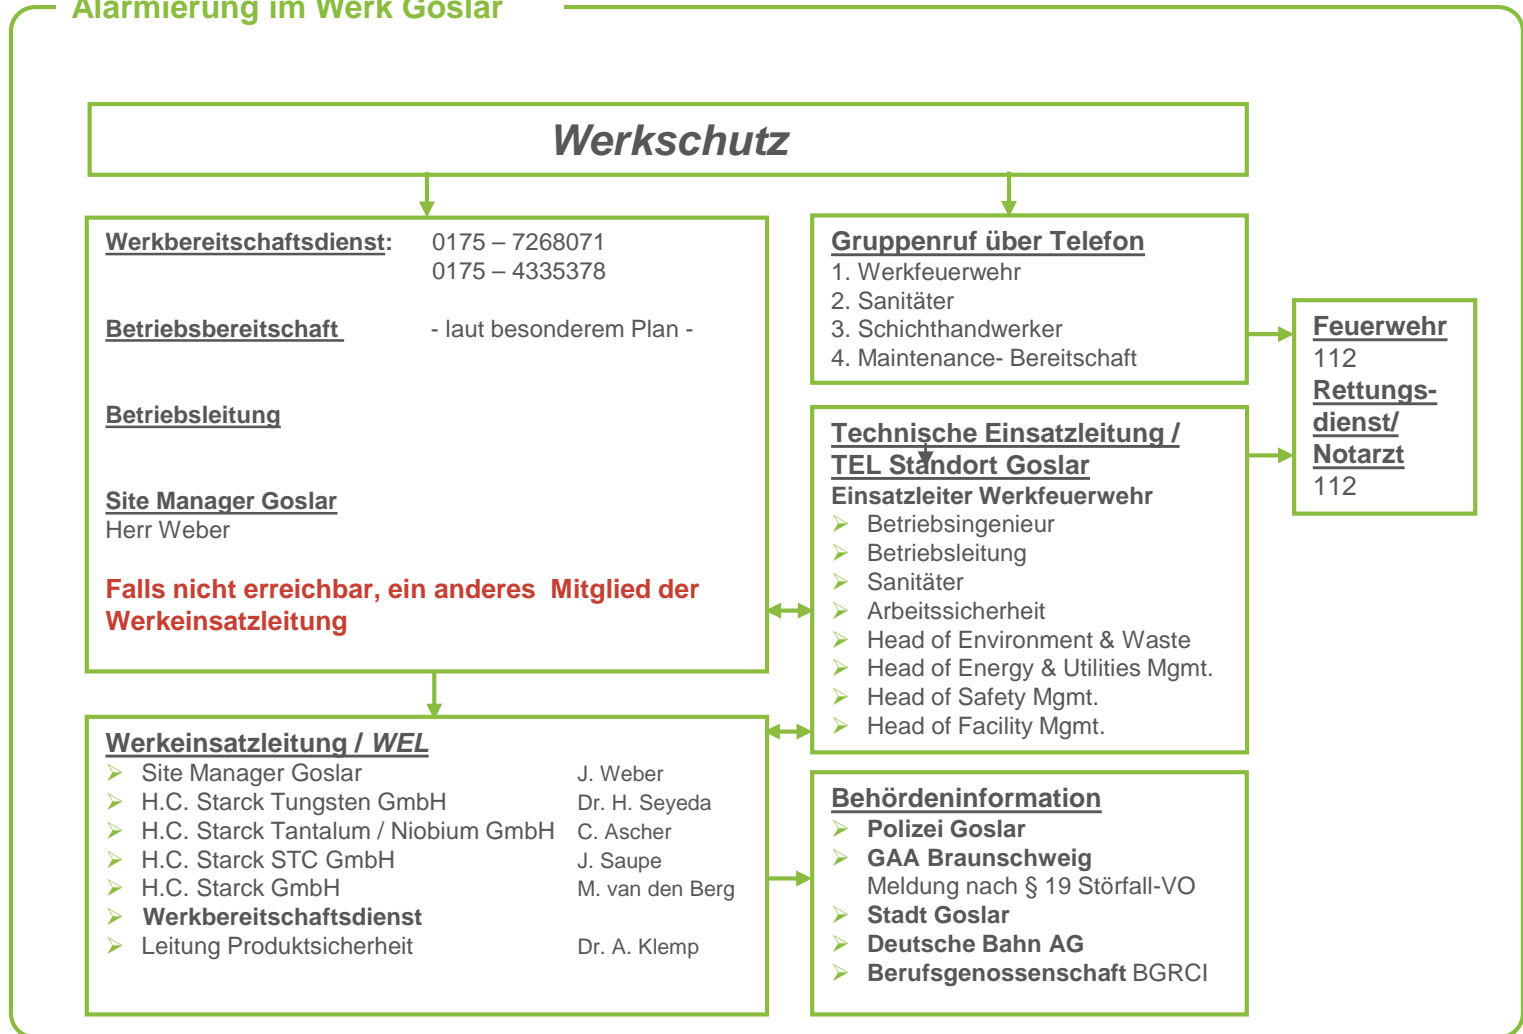 Alarmierung im Werk Goslar
Werkschutz
Werkbereitschaftsdienst: 0175 – 7268071
0175 – 4335378
Betriebsbereitschaft - laut besonderem Plan -
Betriebsleitung
Site Manager Goslar
Herr Weber
Falls nicht erreichbar, ein anderes Mitglied der
Werkeinsatzleitung
Gruppenruf über Telefon
1. Werkfeuerwehr
2. Sanitäter
3. Schichthandwerker
4. Maintenance- Bereitschaft
Feuerwehr
112
Rettungs-
dienst/
Notarzt
112
Technische Einsatzleitung /
TEL Standort Goslar
Einsatzleiter Werkfeuerwehr
Betriebsingenieur
Betriebsleitung
Sanitäter
Arbeitssicherheit
Head of Environment & Waste
Head of Energy & Utilities Mgmt.
Head of Safety Mgmt.
Head of Facility Mgmt.
Werkeinsatzleitung / WEL
Site Manager Goslar J. Weber
H.C. Starck Tungsten GmbH Dr. H. Seyeda
H.C. Starck Tantalum / Niobium GmbH C. Ascher
H.C. Starck STC GmbH J. Saupe
H.C. Starck GmbH M. van den Berg
Werkbereitschaftsdienst
Leitung Produktsicherheit Dr. A. Klemp
Behördeninformation
Polizei Goslar
GAA Braunschweig
Meldung nach § 19 Störfall-VO
Stadt Goslar
Deutsche Bahn AG
Berufsgenossenschaft BGRCI